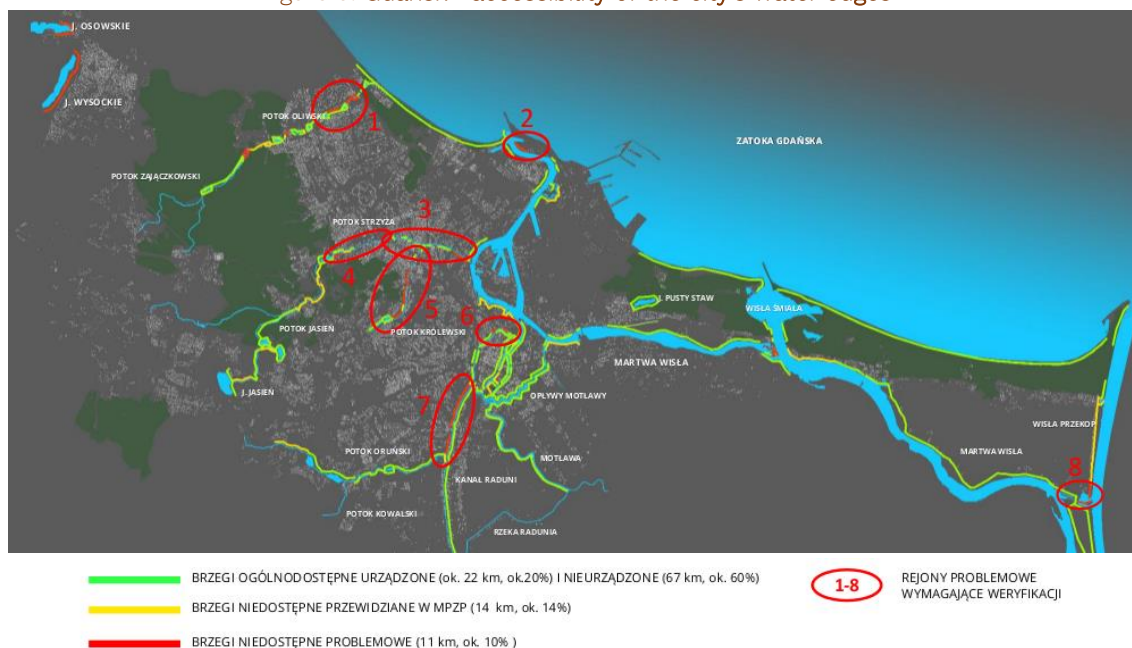 Gdańsk - accessibility of the city's water edges
J. OSOWSKIE
J. WYSOCKIE
POTOK OLIWSKI
1
2
ZATOKA GDAŃSKA
POTOK ZAJĄCZKOWSKI
POTOK STRZYŻA
3
4
5
J. PUSTY STAW
WISŁA ŚMIAŁA
POTOK JASIEŃ
POTOK KRÓLEWSKI
6
MARTWA WISŁA
J. JASIEŃ
OPŁYWY MOTŁAWY
7
WISŁA PRZEKOP
POTOK ORUŃSKI
MOTŁAWA
MARTWA WISŁA
8
KANAŁ RADUNI
POTOK KOWALSKI
RZEKA RADUNIA
BRZEGI OGÓLNODOSTĘPNE URZĄDZONE (ok. 22 km, ok.20%) I NIEURZĄDZONE (67 km, ok. 60%)
BRZEGI NIEDOSTĘPNE PRZEWIDZIANE W MPZP (14 km, ok. 14%)
BRZEGI NIEDOSTĘPNE PROBLEMOWE (11 km, ok. 10% )
1-8
REJONY PROBLEMOWE
WYMAGAJĄCE WERYFIKACJI